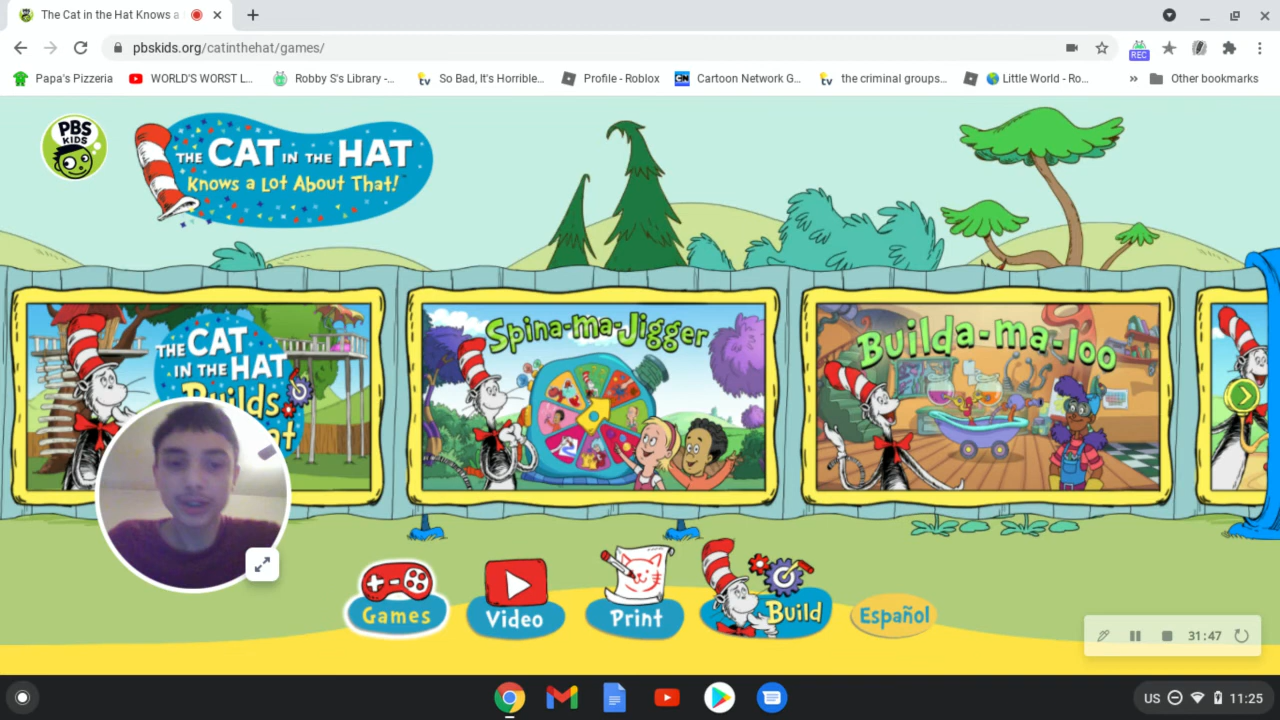 The Cat in the Hat Knows a
pbskids.org/catinthehat/games/
REC
Papa's Pizzeria
WORLD'S WORST L...
Robby S's Library -...
So Bad, It's Horrible...
Profile - Roblox
CN
Cartoon Network G...
the criminal groups...
Little World - Ro...
»
Other bookmarks
PBS
KIDS
THE CAT IN THE HAT
Knows a Lot About That!
THE CAT
IN THE HAT
Builds
Spina-ma-Jigger
Builda-ma-loo
Games
Video
Print
Build
Español
31:47
US
11:25